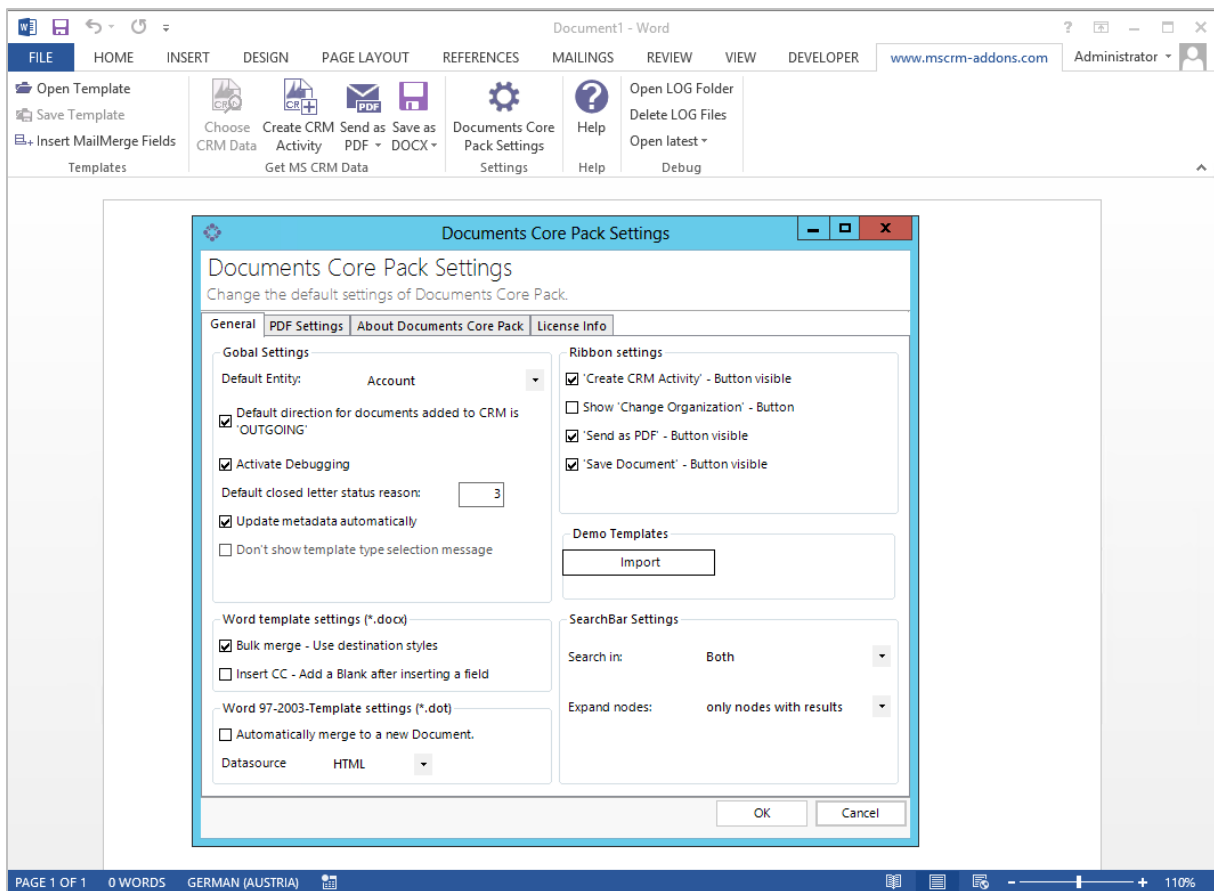 Document1 - Word
FILE HOME INSERT DESIGN PAGE LAYOUT REFERENCES MAILINGS REVIEW VIEW DEVELOPER www.mscrm-addons.com Administrator
Open Template
Save Template
Insert MailMerge Fields
Templates
Choose CRM Data
Create CRM Activity
Send as PDF
Save as DOCX
Get MS CRM Data
Documents Core Pack Settings
Settings
Help
Help
Open LOG Folder
Delete LOG Files
Open latest
Debug
Documents Core Pack Settings
Documents Core Pack Settings
Change the default settings of Documents Core Pack.
General PDF Settings About Documents Core Pack License Info
Gobal Settings
Default Entity: Account
Default direction for documents added to CRM is
'OUTGOING'
Activate Debugging
Default closed letter status reason: 3
Update metadata automatically
Don't show template type selection message
Word template settings (*.docx)
Bulk merge - Use destination styles
Insert CC - Add a Blank after inserting a field
Word 97-2003-Template settings (*.dot)
Automatically merge to a new Document.
Datasource HTML
Ribbon settings
'Create CRM Activity' - Button visible
Show 'Change Organization' - Button
'Send as PDF' - Button visible
'Save Document' - Button visible
Demo Templates
Import
SearchBar Settings
Search in: Both
Expand nodes: only nodes with results
OK Cancel
PAGE 1 OF 1 0 WORDS GERMAN (AUSTRIA) 110%